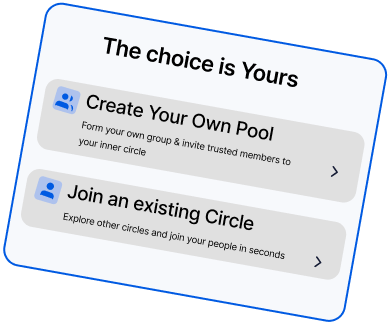 The choice is Yours
Create Your Own Pool
Form your own group & invite trusted members to
your inner circle
Join an existing Circle
Explore other circles and join your people in seconds